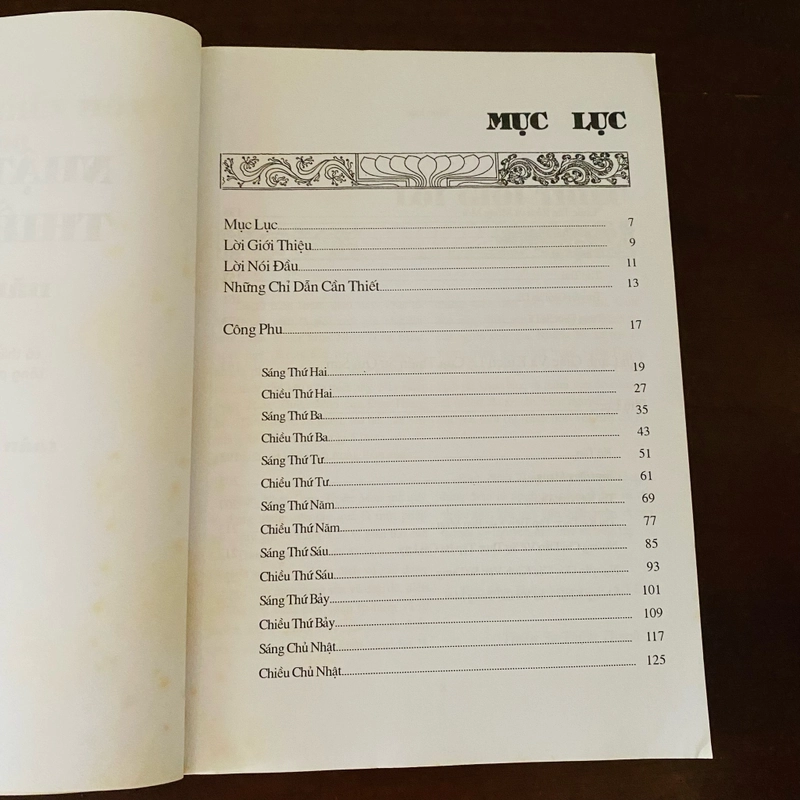 MỤC LỤC
Mục Lục 7
Lời Giới Thiệu 9
Lời Nói Đầu 11
Những Chỉ Dẫn Cần Thiết 13
Công Phu 17
Sáng Thứ Hai 19
Chiều Thứ Hai 27
Sáng Thứ Ba 35
Chiều Thứ Ba 43
Sáng Thứ Tư 51
Chiều Thứ Tư 61
Sáng Thứ Năm 69
Chiều Thứ Năm 77
Sáng Thứ Sáu 85
Chiều Thứ Sáu 93
Sáng Thứ Bảy 101
Chiều Thứ Bảy 109
Sáng Chủ Nhật 117
Chiều Chủ Nhật 125